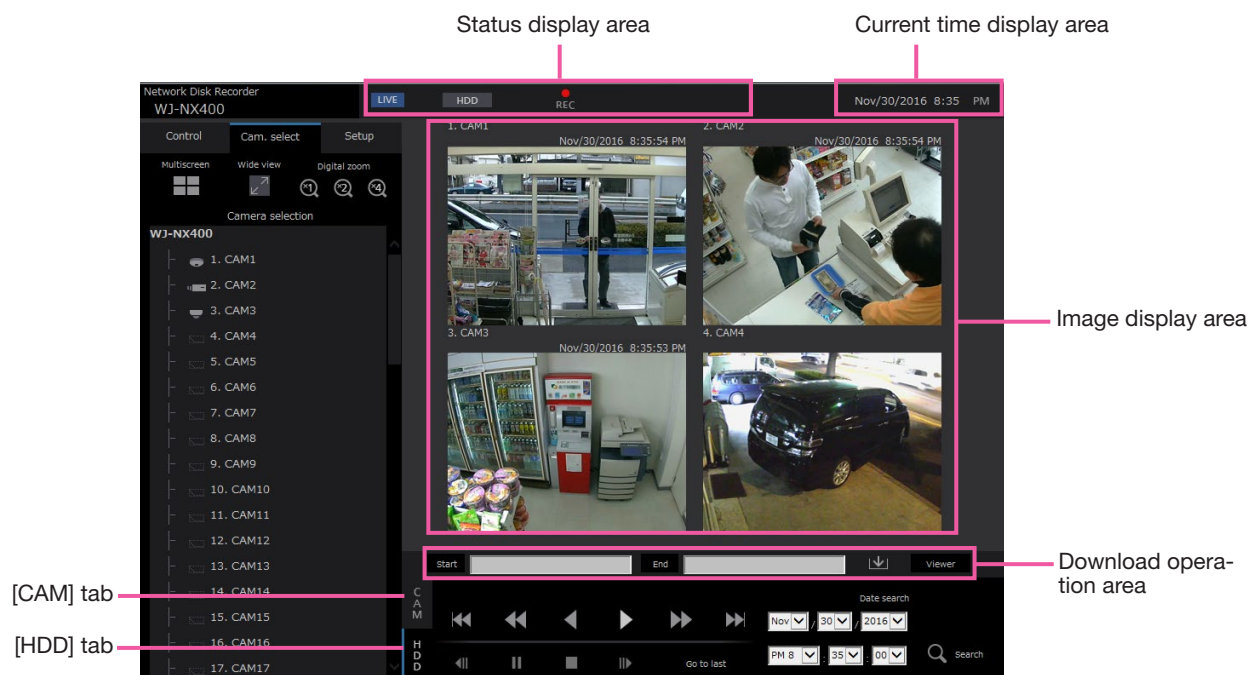 Status display area
Current time display area
Network Disk Recorder
WJ-NX400
LIVE
HDD
REC
Nov/30/2016 8:35 PM
Control
Cam. select
Setup
Multiscreen
Wide view
Digital zoom
×1
×2
×4
Camera selection
WJ-NX400
1. CAM1
2. CAM2
3. CAM3
4. CAM4
5. CAM5
6. CAM6
7. CAM7
8. CAM8
9. CAM9
10. CAM10
11. CAM11
12. CAM12
13. CAM13
14. CAM14
15. CAM15
16. CAM16
17. CAM17
1. CAM1
Nov/30/2016 8:35:54 PM
2. CAM2
Nov/30/2016 8:35:54 PM
3. CAM3
Nov/30/2016 8:35:53 PM
4. CAM4
Image display area
Start
End
Viewer
Download opera-
tion area
[CAM] tab
[HDD] tab
CAM
HDD
Go to last
Date search
Nov / 30 / 2016
PM 8 : 35 : 00
Search